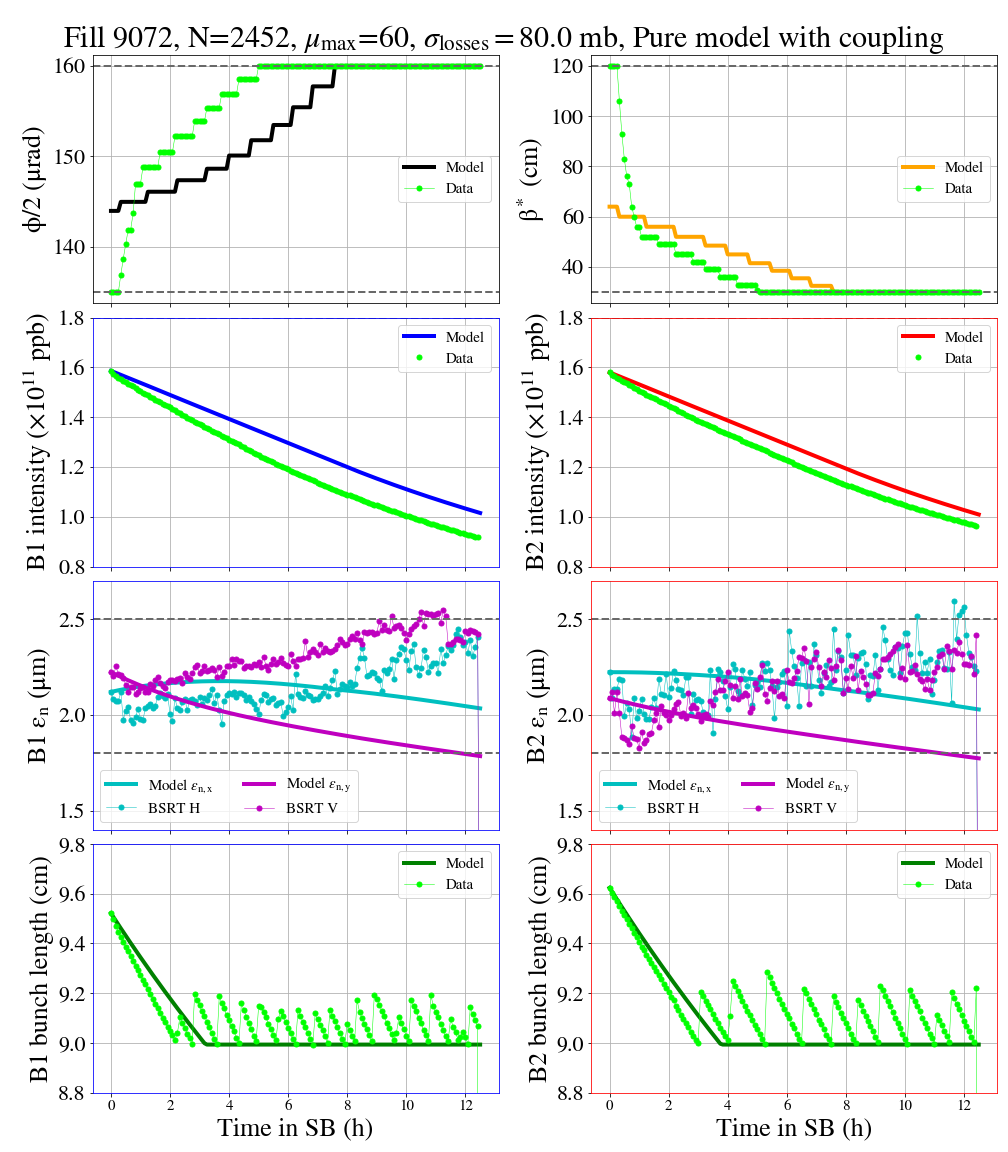 Fill 9072, N=2452, μmax=60, σlosses = 80.0 mb, Pure model with coupling
160
150
140
ϕ/2 (μrad)
Model
Data
120
100
80
60
40
β* (cm)
Model
Data
1.8
1.6
1.4
1.2
1.0
0.8
B1 intensity (×10¹¹ ppb)
Model
Data
1.8
1.6
1.4
1.2
1.0
0.8
B2 intensity (×10¹¹ ppb)
Model
Data
2.5
2.0
1.5
B1 εn (μm)
Model εn,x
Model εn,y
BSRT H
BSRT V
2.5
2.0
1.5
B2 εn (μm)
Model εn,x
Model εn,y
BSRT H
BSRT V
9.8
9.6
9.4
9.2
9.0
8.8
B1 bunch length (cm)
Model
Data
0 2 4 6 8 10 12
Time in SB (h)
9.8
9.6
9.4
9.2
9.0
8.8
B2 bunch length (cm)
Model
Data
0 2 4 6 8 10 12
Time in SB (h)